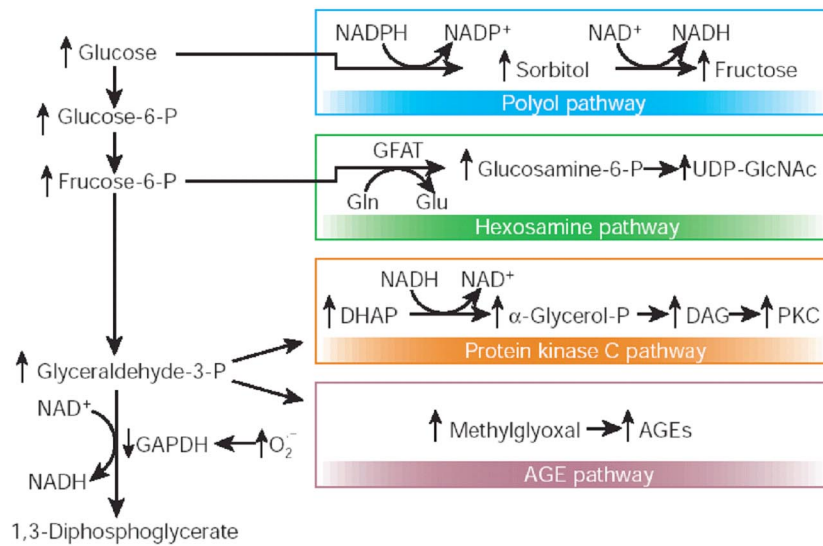 Glucose
Glucose-6-P
Frucose-6-P
Glyceraldehyde-3-P
NAD+
GAPDH
O2·−
NADH
1,3-Diphosphoglycerate
NADPH NADP+ NAD+ NADH
Sorbitol Fructose
Polyol pathway
GFAT
Glucosamine-6-P UDP-GlcNAc
Gln Glu
Hexosamine pathway
NADH NAD+
DHAP α-Glycerol-P DAG PKC
Protein kinase C pathway
Methylglyoxal AGEs
AGE pathway